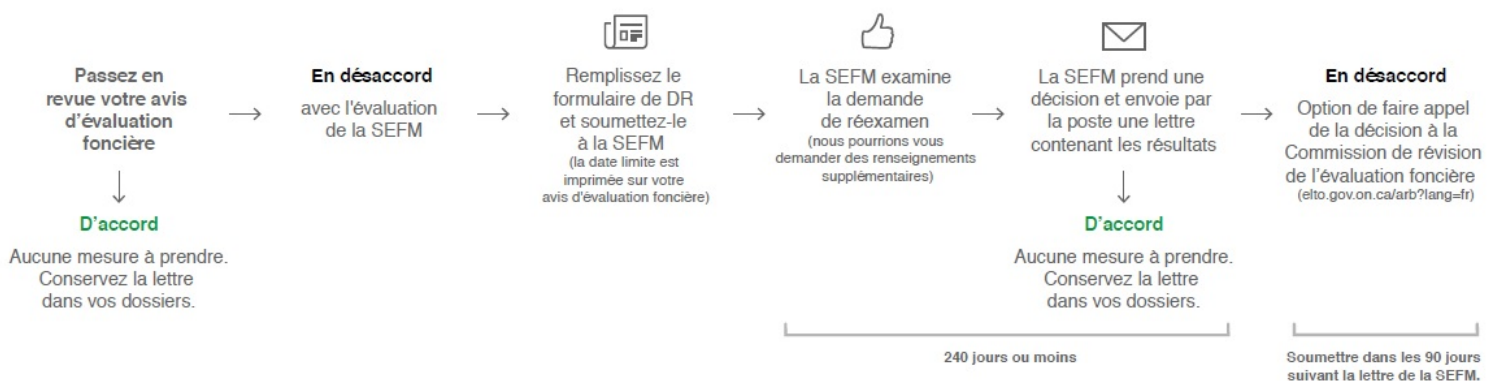 Passez en
revue votre avis
d'évaluation
foncière
D'accord
Aucune mesure à prendre.
Conservez la lettre
dans vos dossiers.
En désaccord
avec l'évaluation
de la SEFM
Remplissez le
formulaire de DR
et soumettez-le
à la SEFM
(la date limite est
imprimée sur votre
avis d'évaluation foncière)
La SEFM examine
la demande
de réexamen
(nous pourrions vous
demander des renseignements
supplémentaires)
La SEFM prend une
décision et envoie par
la poste une lettre
contenant les résultats
D'accord
Aucune mesure à prendre.
Conservez la lettre
dans vos dossiers.
240 jours ou moins
En désaccord
Option de faire appel
de la décision à la
Commission de révision
de l'évaluation foncière
(elto.gov.on.ca/arb?lang=fr)
Soumettre dans les 90 jours
suivant la lettre de la SEFM.